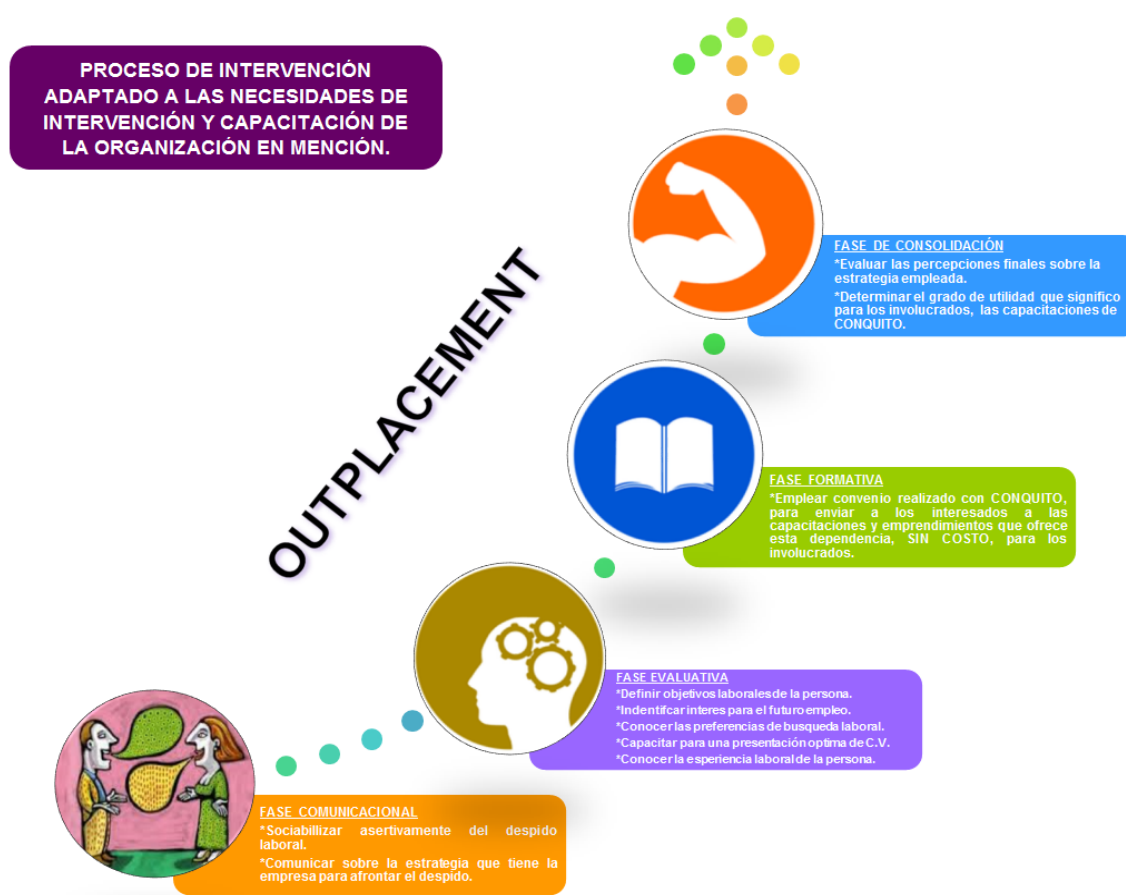 PROCESO DE INTERVENCIÓN
ADAPTADO A LAS NECESIDADES DE
INTERVENCIÓN Y CAPACITACIÓN DE
LA ORGANIZACIÓN EN MENCIÓN.
OUTPLACEMENT
FASE DE CONSOLIDACIÓN
*Evaluar las percepciones finales sobre la
estrategia empleada.
*Determinar el grado de utilidad que significo
para los involucrados, las capacitaciones de
CONQUITO.
FASE FORMATIVA
*Emplear convenio realizado con CONQUITO,
para enviar a los interesados a las
capacitaciones y emprendimientos que ofrece
esta dependencia, SIN COSTO, para los
involucrados.
FASE EVALUATIVA
*Definir objetivos laborales de la persona.
*Indentifcar interes para el futuro empleo.
*Conocer las preferencias de busqueda laboral.
*Capacitar para una presentación optima de C.V.
*Conocer la esperiencia laboral de la persona.
FASE COMUNICACIONAL
*Sociabillizar asertivamente del despido
laboral.
*Comunicar sobre la estrategia que tiene la
empresa para afrontar el despido.